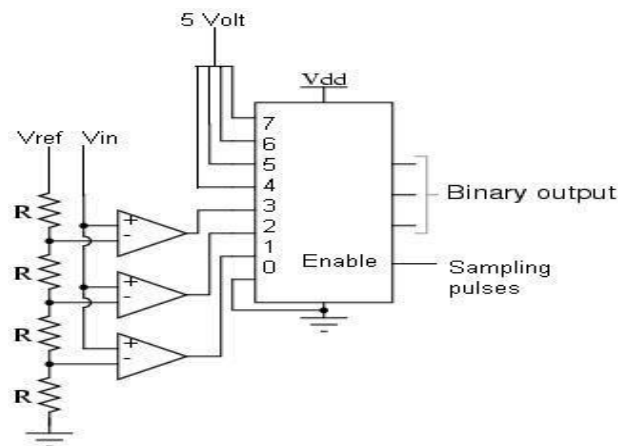 5 Volt
Vdd
Vref Vin
7
6
5
4
3
2
1
0
R
+
-
R
+
-
R
+
-
R
Binary output
Enable
Sampling
pulses